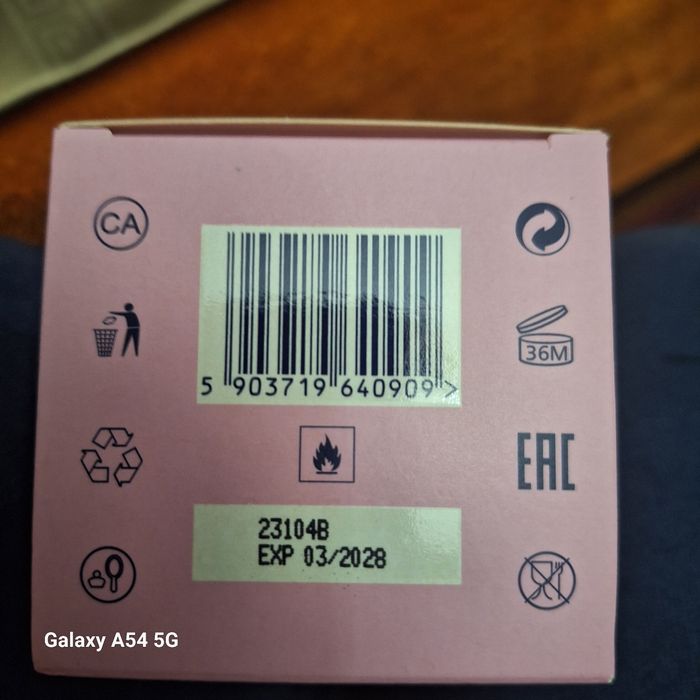 CA
5 903719 640909 >
36M
EAC
23104B
EXP 03/2028
Galaxy A54 5G